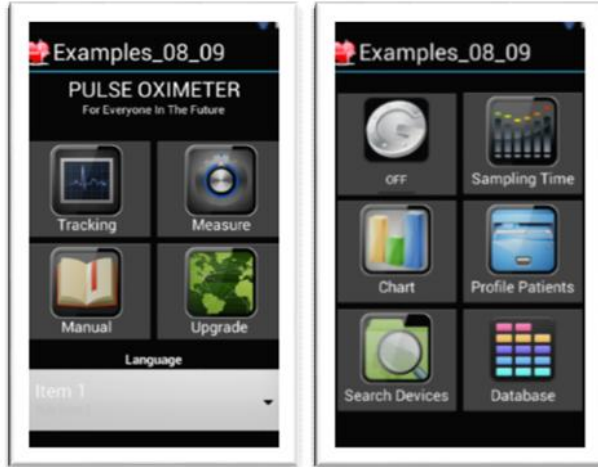 Examples_08_09
PULSE OXIMETER
For Everyone In The Future
Tracking
Measure
Manual
Upgrade
Language
Item 1
Examples_08_09
OFF
Sampling Time
Chart
Profile Patients
Search Devices
Database